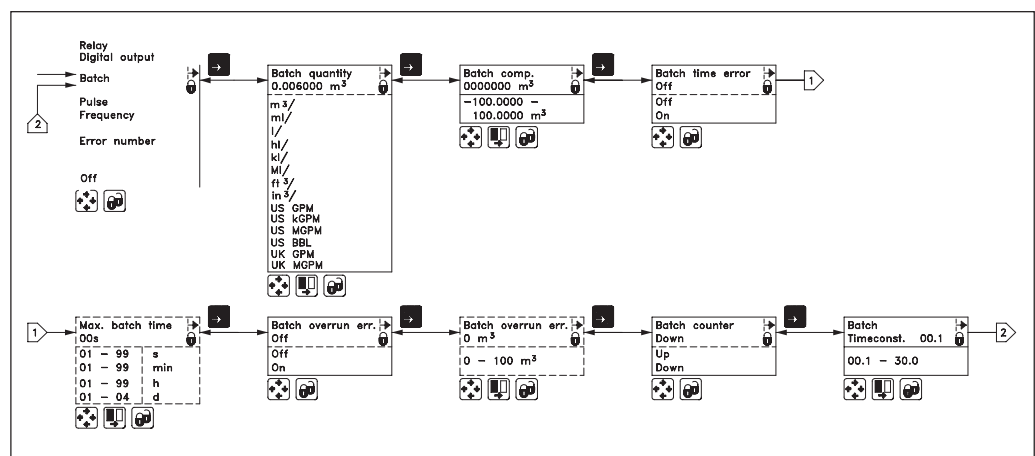 Relay
Digital output
Batch
Pulse
Frequency
Error number
Off
2
Batch quantity
0.006000 m³
m³/
ml/
l/
hl/
kl/
Ml/
ft³/
in³/
US GPM
US kGPM
US MGPM
US BBL
UK GPM
UK MGPM
Batch comp.
0000000 m³
-100.0000 -
100.0000 m³
Batch time error
Off
Off
On
1
1
Max. batch time
00s
01 - 99 s
01 - 99 min
01 - 99 h
01 - 04 d
Batch overrun err.
Off
Off
On
Batch overrun err.
0 m³
0 - 100 m³
Batch counter
Down
Up
Down
Batch
Timeconst. 00.1
00.1 - 30.0
2